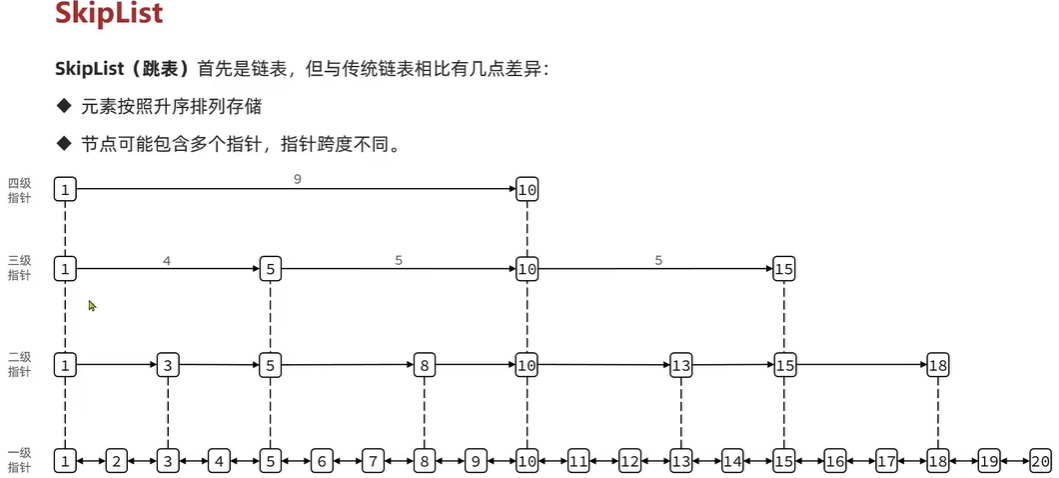 SkipList
SkipList（跳表）首先是链表，但与传统链表相比有几点差异：
◆ 元素按照升序排列存储
◆ 节点可能包含多个指针，指针跨度不同。
四级
指针
1 9 10
三级
指针
1 4 5 5 10 5 15
二级
指针
1 3 5 8 10 13 15 18
一级
指针
1 2 3 4 5 6 7 8 9 10 11 12 13 14 15 16 17 18 19 20